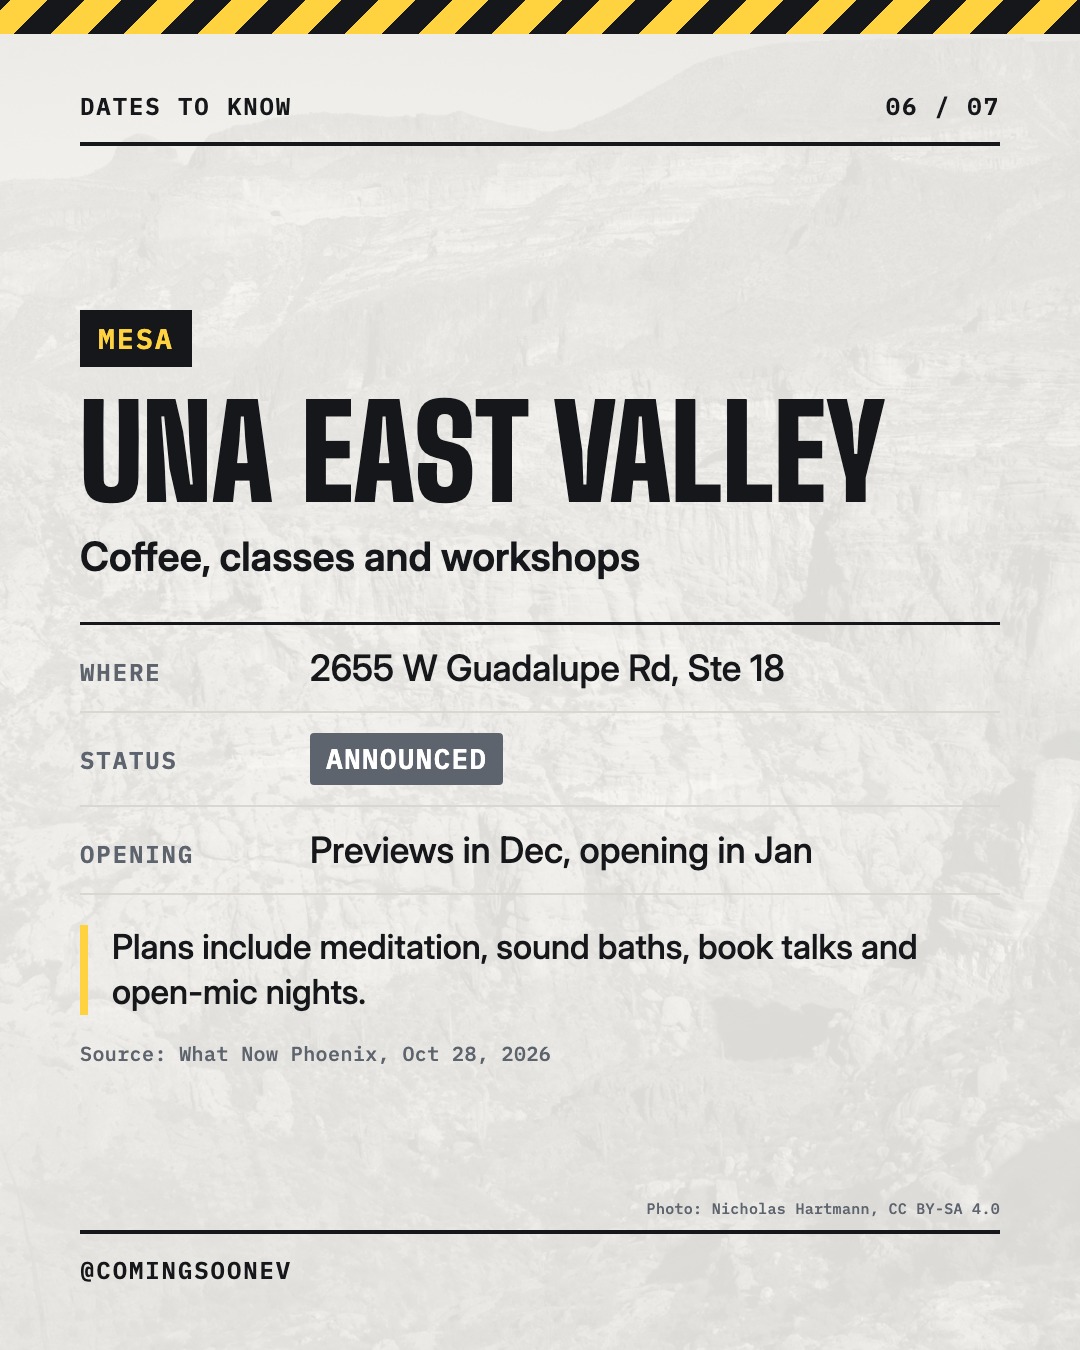 DATES TO KNOW
06 / 07
MESA
UNA EAST VALLEY
Coffee, classes and workshops
WHERE
2655 W Guadalupe Rd, Ste 18
STATUS
ANNOUNCED
OPENING
Previews in Dec, opening in Jan
Plans include meditation, sound baths, book talks and
open-mic nights.
Source: What Now Phoenix, Oct 28, 2026
Photo: Nicholas Hartmann, CC BY-SA 4.0
@COMINGSOONEV